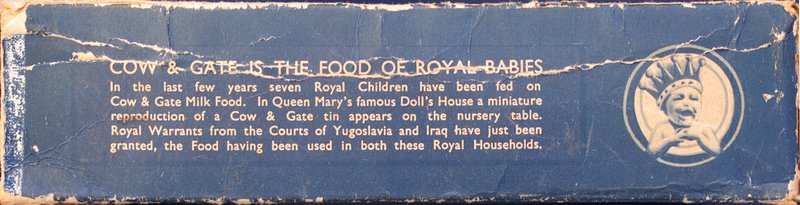 COW & GATE IS THE FOOD OF ROYAL BABIES
In the last few years seven Royal Children have been fed on
Cow & Gate Milk Food. In Queen Mary's famous Doll's House a miniature
reproduction of a Cow & Gate tin appears on the nursery table.
Royal Warrants from the Courts of Yugoslavia and Iraq have just been
granted, the Food having been used in both these Royal Households.